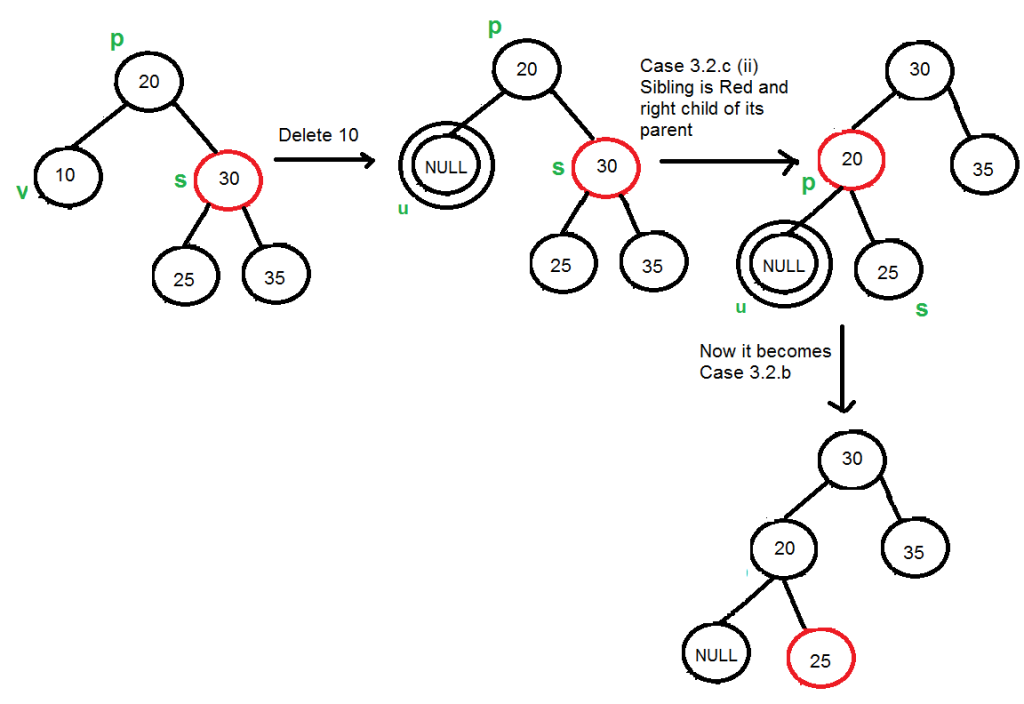 p
20
10
v
s
30
25
35
Delete 10
p
20
NULL
u
s
30
25
35
Case 3.2.c (ii)
Sibling is Red and
right child of its
parent
30
20
p
35
NULL
u
25
s
Now it becomes
Case 3.2.b
30
20
35
NULL
25